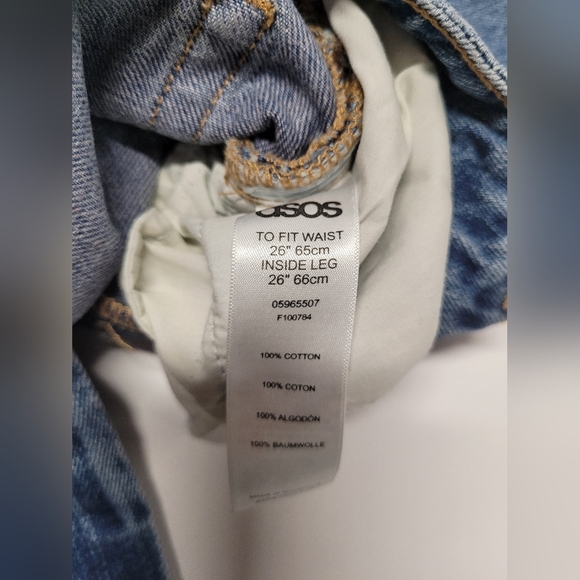 asos
TO FIT WAIST
26" 65cm
INSIDE LEG
26" 66cm
05965507
F100784
100% COTTON
100% COTON
100% ALGODÓN
100% BAUMWOLLE